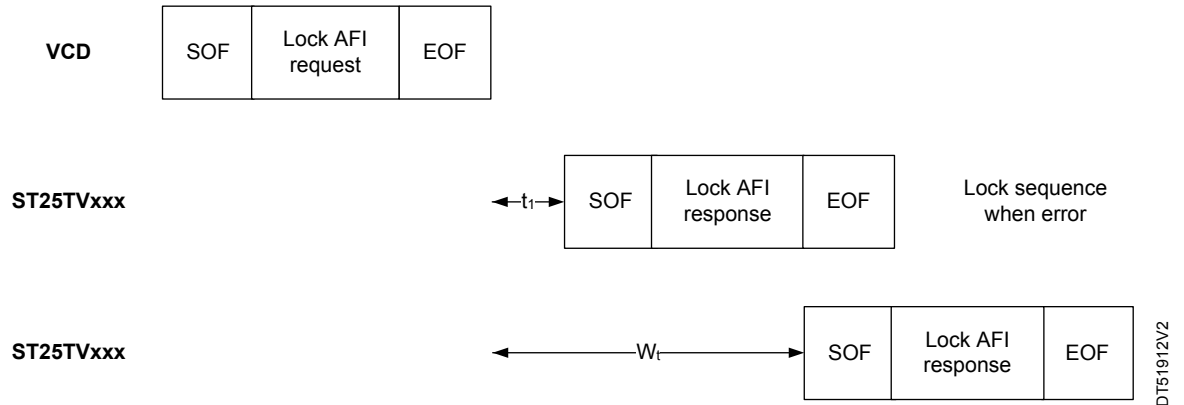 VCD
SOF
Lock AFI
request
EOF
ST25TVxxx
t₁
SOF
Lock AFI
response
EOF
Lock sequence
when error
ST25TVxxx
Wₜ
SOF
Lock AFI
response
EOF
DT51912V2